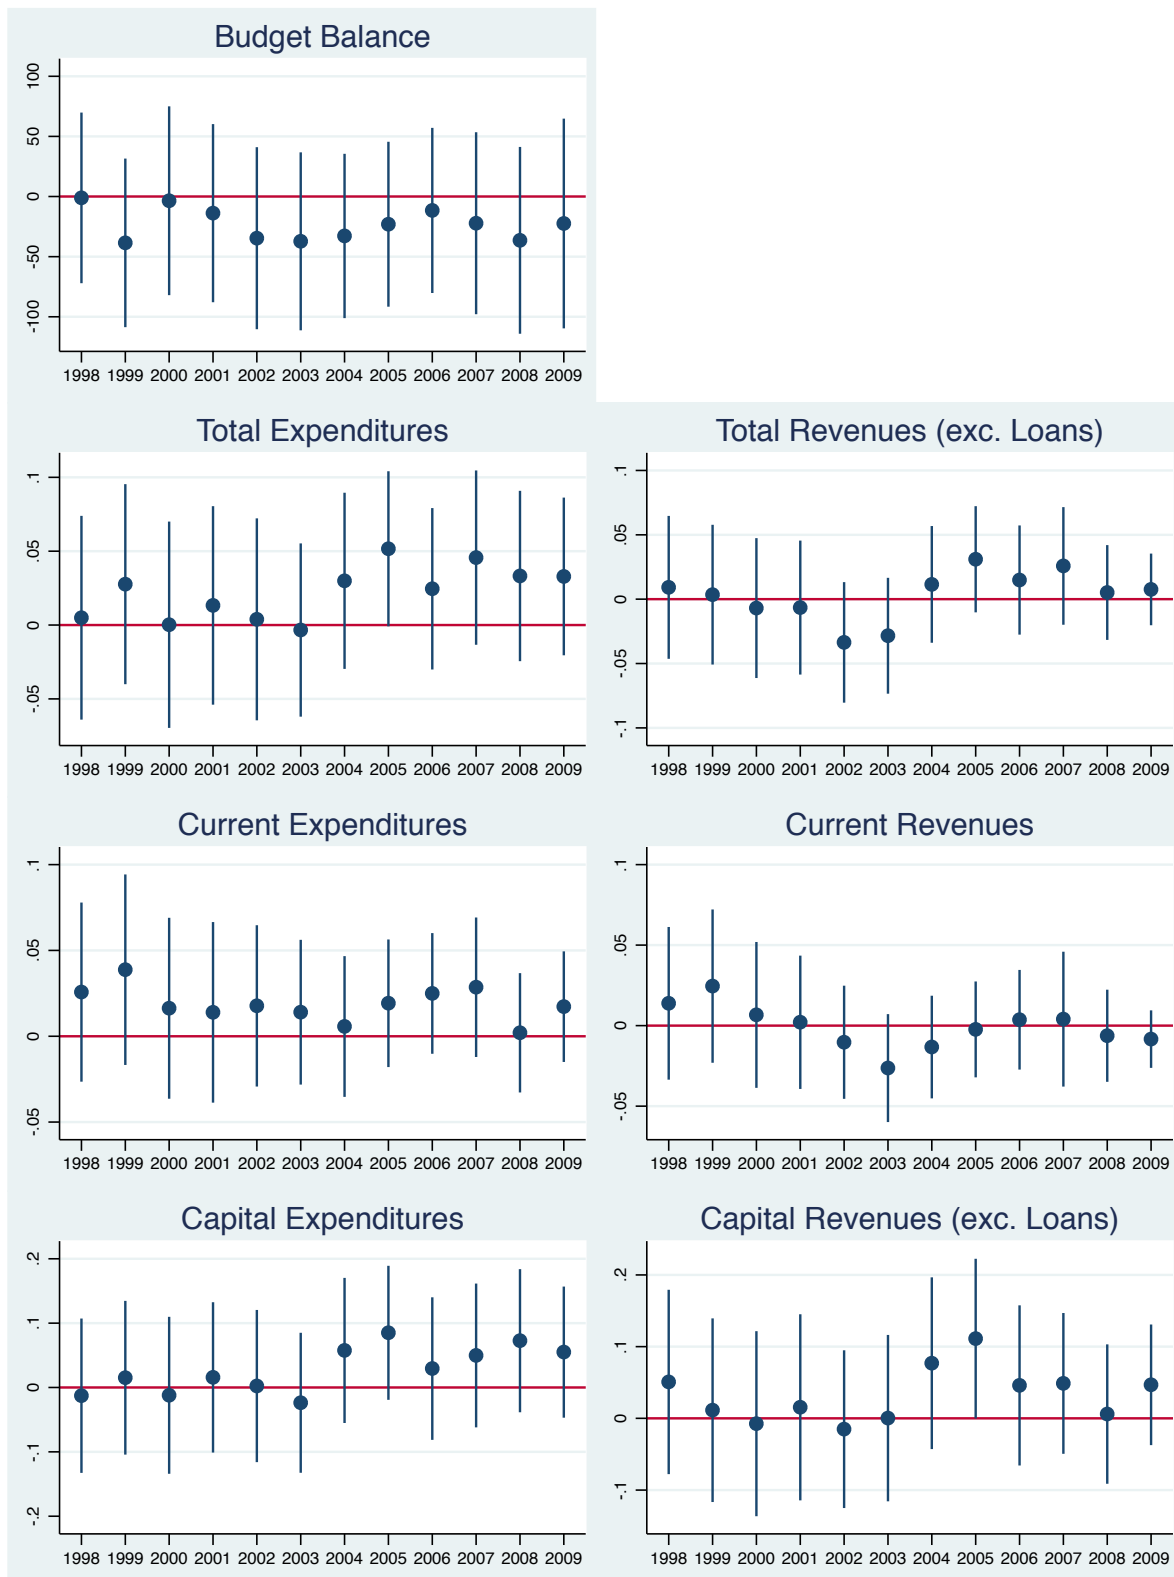 Budget Balance
100
50
0
-50
-100
1998 1999 2000 2001 2002 2003 2004 2005 2006 2007 2008 2009
Total Expenditures
.1
.05
0
-.05
1998 1999 2000 2001 2002 2003 2004 2005 2006 2007 2008 2009
Total Revenues (exc. Loans)
.1
.05
0
-.05
-.1
1998 1999 2000 2001 2002 2003 2004 2005 2006 2007 2008 2009
Current Expenditures
.1
.05
0
-.05
1998 1999 2000 2001 2002 2003 2004 2005 2006 2007 2008 2009
Current Revenues
.1
.05
0
-.05
1998 1999 2000 2001 2002 2003 2004 2005 2006 2007 2008 2009
Capital Expenditures
.2
.1
0
-.1
-.2
1998 1999 2000 2001 2002 2003 2004 2005 2006 2007 2008 2009
Capital Revenues (exc. Loans)
.2
.1
0
-.1
1998 1999 2000 2001 2002 2003 2004 2005 2006 2007 2008 2009